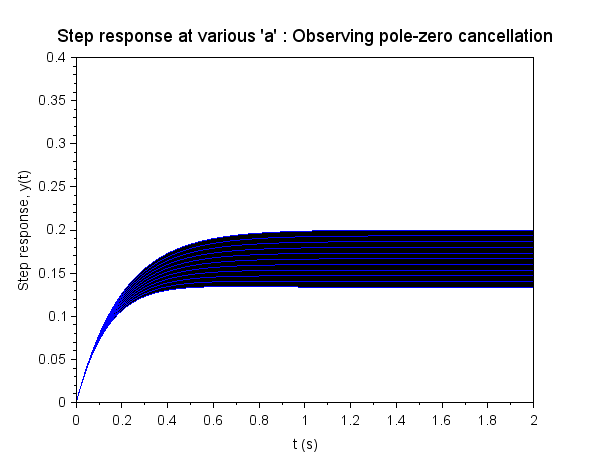 Step response at various 'a' : Observing pole-zero cancellation
0.4
0.35
0.3
0.25
0.2
0.15
0.1
0.05
0
Step response, y(t)
0 0.2 0.4 0.6 0.8 1 1.2 1.4 1.6 1.8 2
t (s)